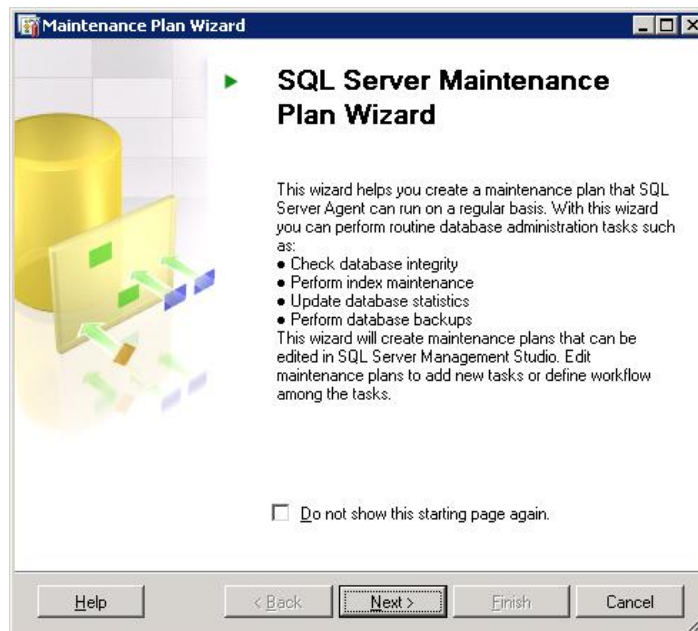 Maintenance Plan Wizard
SQL Server Maintenance
Plan Wizard
This wizard helps you create a maintenance plan that SQL
Server Agent can run on a regular basis. With this wizard
you can perform routine database administration tasks such
as:
● Check database integrity
● Perform index maintenance
● Update database statistics
● Perform database backups
This wizard will create maintenance plans that can be
edited in SQL Server Management Studio. Edit
maintenance plans to add new tasks or define workflow
among the tasks.
Do not show this starting page again.
Help < Back Next > Finish Cancel